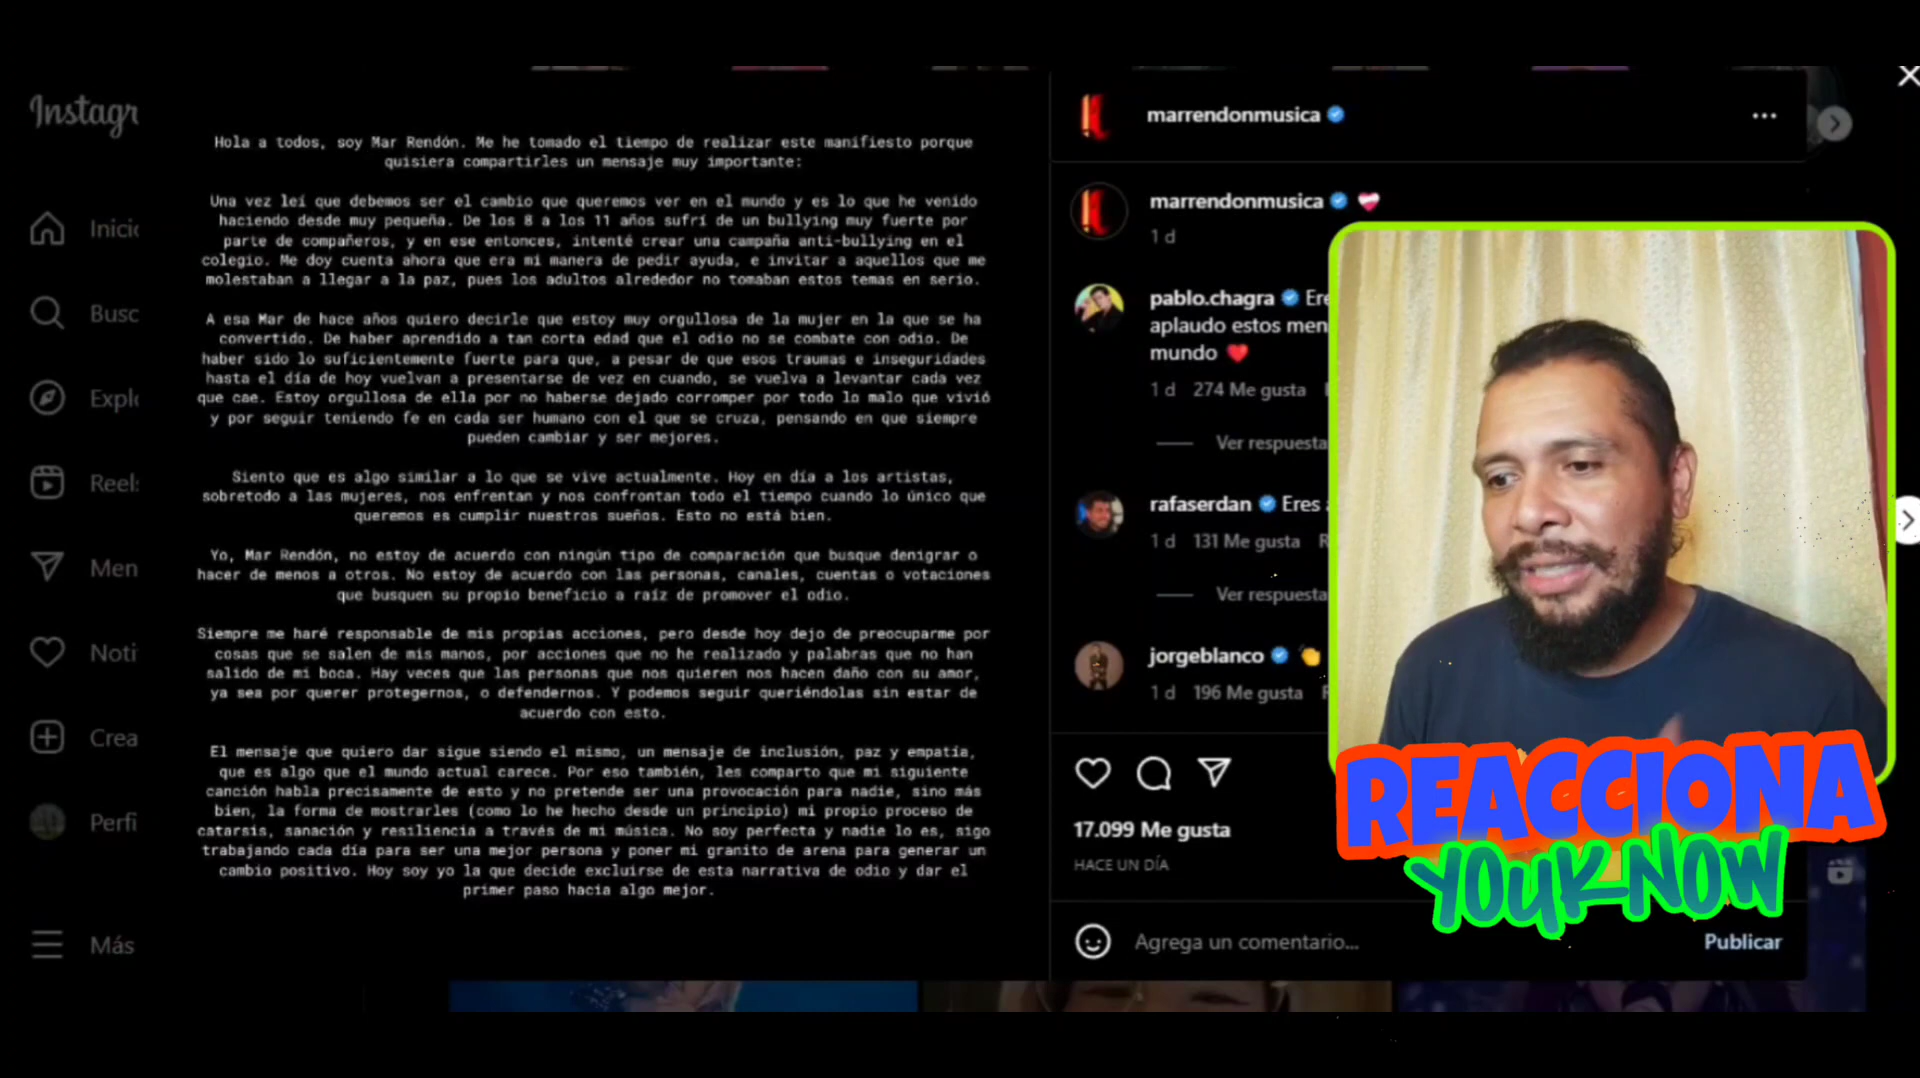 Instagr
Inicic
Busc
Expl
Reels
Men
Noti
Crea
Perfi
Más
Hola a todos, soy Mar Rendón. Me he tomado el tiempo de realizar este manifiesto porque
quisiera compartirles un mensaje muy importante:
Una vez leí que debemos ser el cambio que queremos ver en el mundo y es lo que he venido
haciendo desde muy pequeña. De los 8 a los 11 años sufrí de un bullying muy fuerte por
parte de compañeros, y en ese entonces, intenté crear una campaña anti-bullying en el
colegio. Me doy cuenta ahora que era mi manera de pedir ayuda, e invitar a aquellos que me
molestaban a llegar a la paz, pues los adultos alrededor no tomaban estos temas en serio.
A esa Mar de hace años quiero decirle que estoy muy orgullosa de la mujer en la que se ha
convertido. De haber aprendido a tan corta edad que el odio no se combate con odio. De
haber sido lo suficientemente fuerte para que, a pesar de que esos traumas e inseguridades
hasta el día de hoy vuelvan a presentarse de vez en cuando, se vuelva a levantar cada vez
que cae. Estoy orgullosa de ella por no haberse dejado corromper por todo lo malo que vivió
y por seguir teniendo fe en cada ser humano con el que se cruza, pensando en que siempre
pueden cambiar y ser mejores.
Siento que es algo similar a lo que se vive actualmente. Hoy en día a los artistas,
sobretodo a las mujeres, nos enfrentan y nos confrontan todo el tiempo cuando lo único que
queremos es cumplir nuestros sueños. Esto no está bien.
Yo, Mar Rendón, no estoy de acuerdo con ningún tipo de comparación que busque denigrar o
hacer de menos a otros. No estoy de acuerdo con las personas, canales, cuentas o votaciones
que busquen su propio beneficio a raíz de promover el odio.
Siempre me haré responsable de mis propias acciones, pero desde hoy dejo de preocuparme por
cosas que se salen de mis manos, por acciones que no he realizado y palabras que no han
salido de mi boca. Hay veces que las personas que nos quieren nos hacen daño con su amor,
ya sea por querer protegernos, o defendernos. Y podemos seguir queriéndolas sin estar de
acuerdo con esto.
El mensaje que quiero dar sigue siendo el mismo, un mensaje de inclusión, paz y empatía,
que es algo que el mundo actual carece. Por eso también, les comparto que mi siguiente
canción habla precisamente de esto y no pretende ser una provocación para nadie, sino más
bien, la forma de mostrarles (como lo he hecho desde un principio) mi propio proceso de
catarsis, sanación y resiliencia a través de mi música. No soy perfecta y nadie lo es, sigo
trabajando cada día para ser una mejor persona y poner mi granito de arena para generar un
cambio positivo. Hoy soy yo la que decide excluirse de esta narrativa de odio y dar el
primer paso hacia algo mejor.
marrendonmusica
marrendonmusica
1 d
pablo.chagra Ere
aplaudo estos men
mundo
1 d 274 Me gusta
Ver respuesta
rafaserdan Eres
1 d 131 Me gusta R
Ver respuesta
jorgeblanco
1 d 196 Me gusta
17.099 Me gusta
HACE UN DÍA
Agrega un comentario...
Publicar
REACCIONA
YOUKNOW